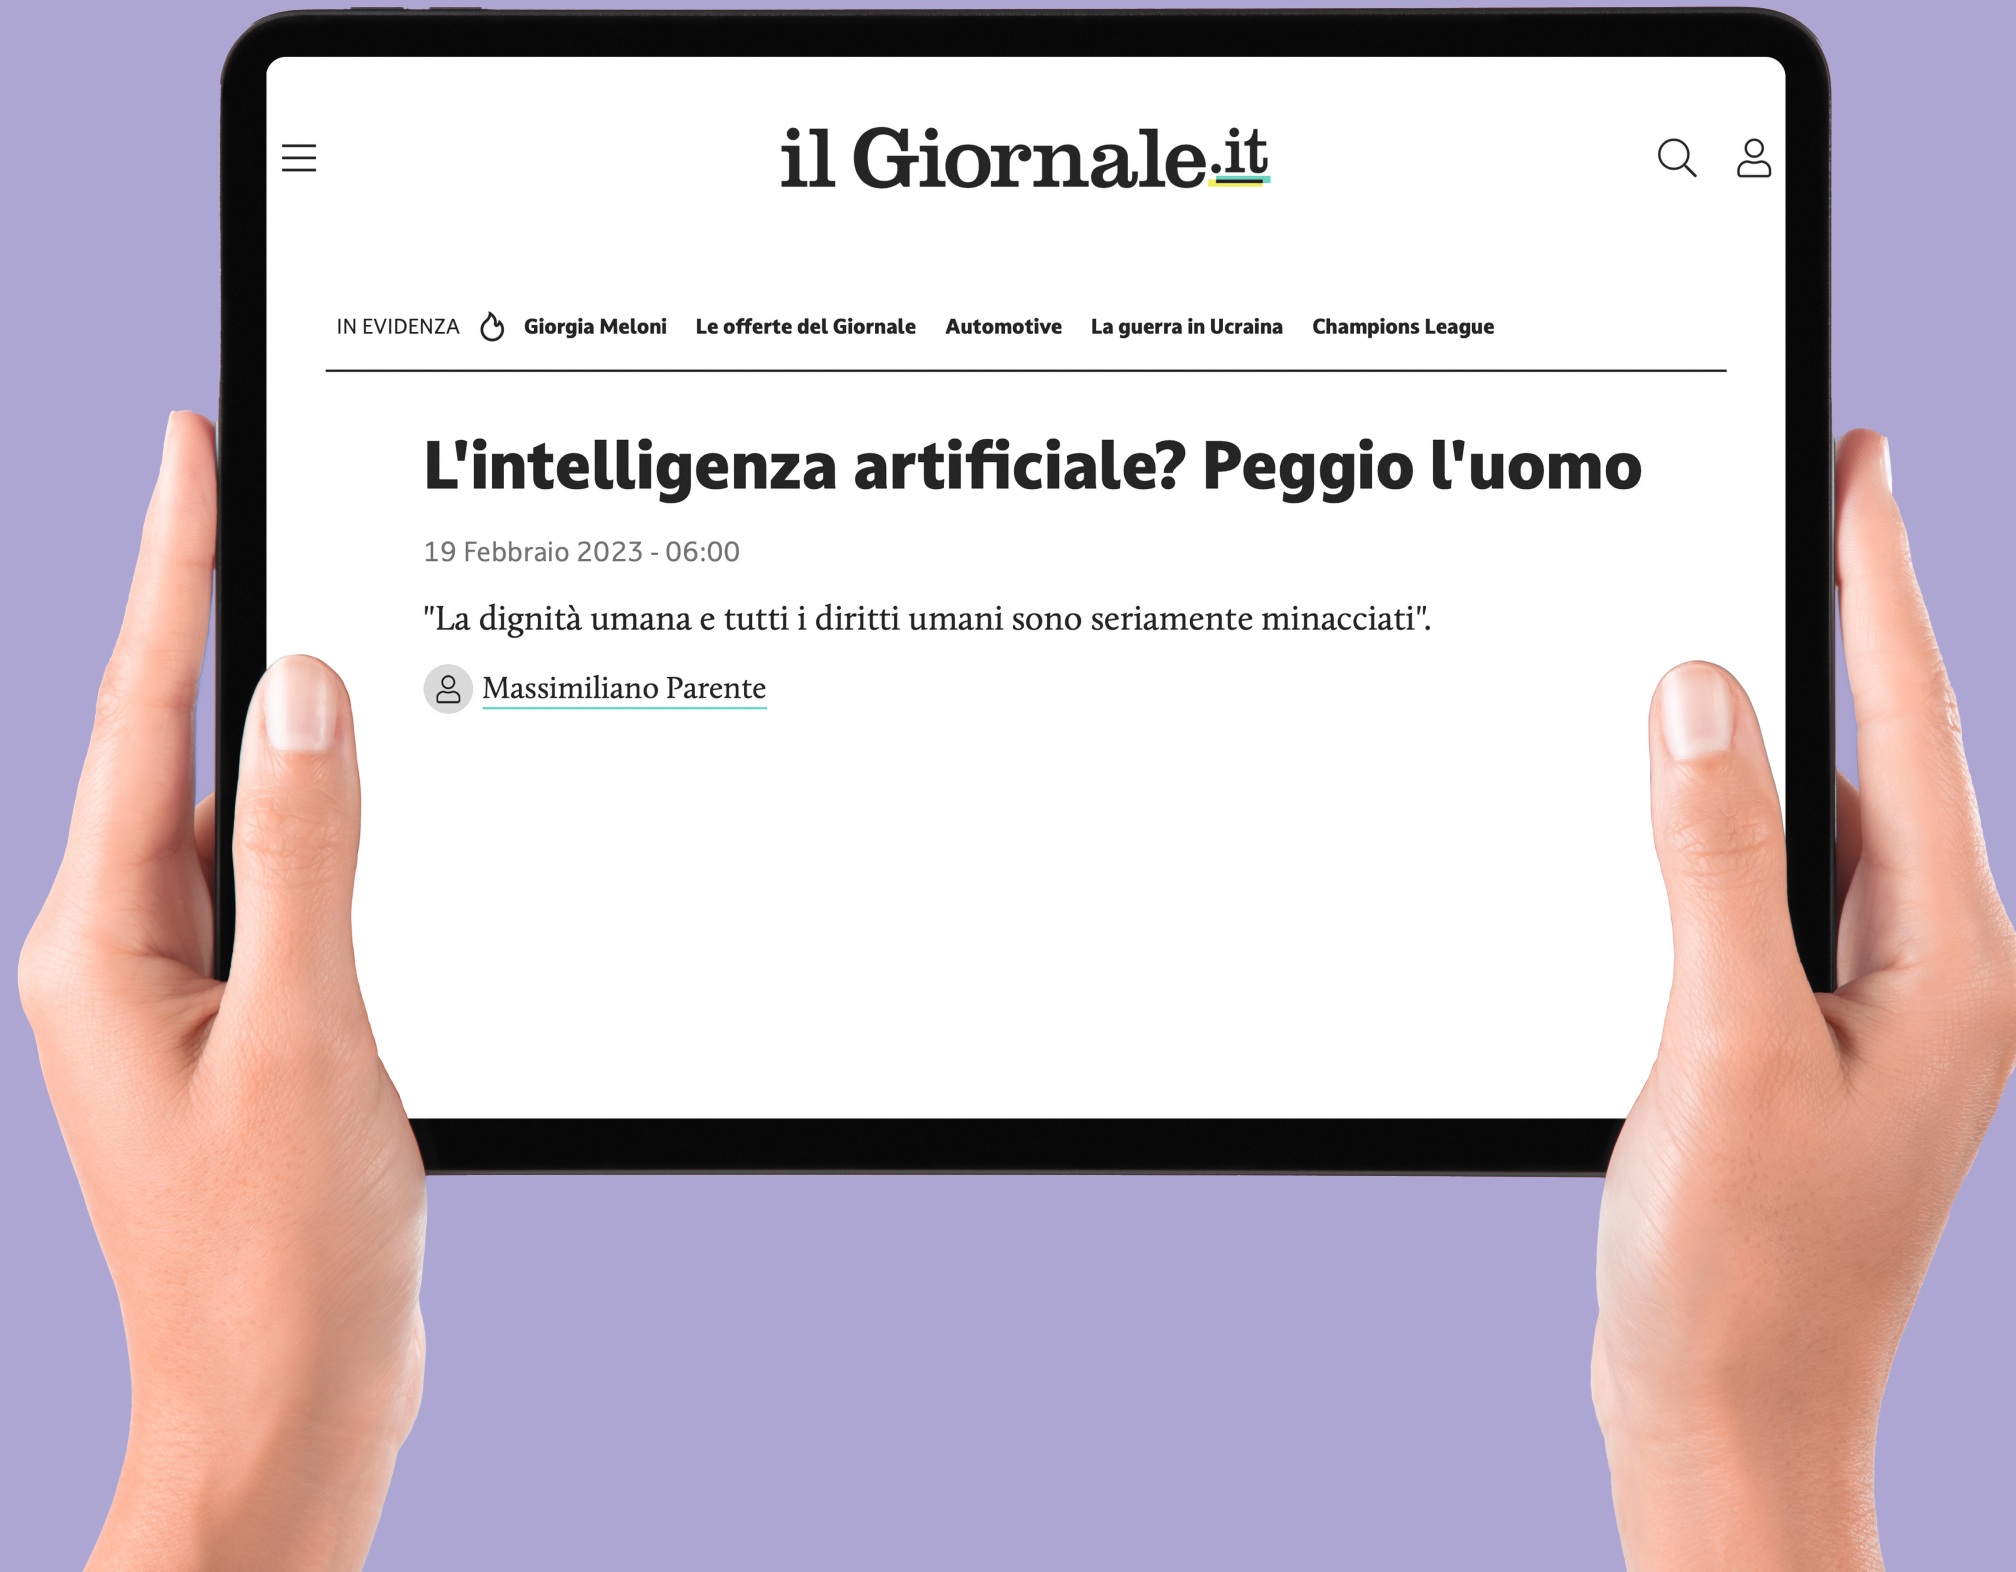 il Giornale.it
IN EVIDENZA Giorgia Meloni Le offerte del Giornale Automotive La guerra in Ucraina Champions League
L'intelligenza artificiale? Peggio l'uomo
19 Febbraio 2023 - 06:00
"La dignità umana e tutti i diritti umani sono seriamente minacciati".
Massimiliano Parente